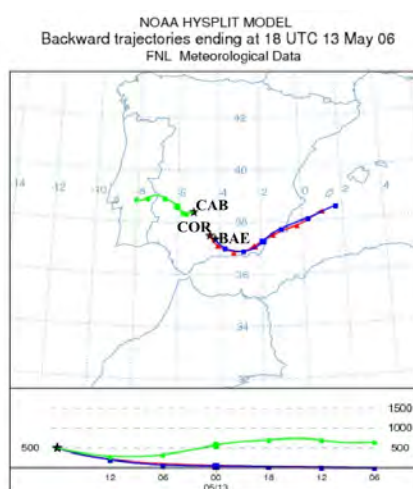 NOAA HYSPLIT MODEL
Backward trajectories ending at 18 UTC 13 May 06
FNL Meteorological Data
42
40
-14 -12 -10 -8 -6 -4 -2 0 2 4
CAB
38
COR
BAE
36
34
1500
1000
500 500
12 06 00 18 12 06
05/13